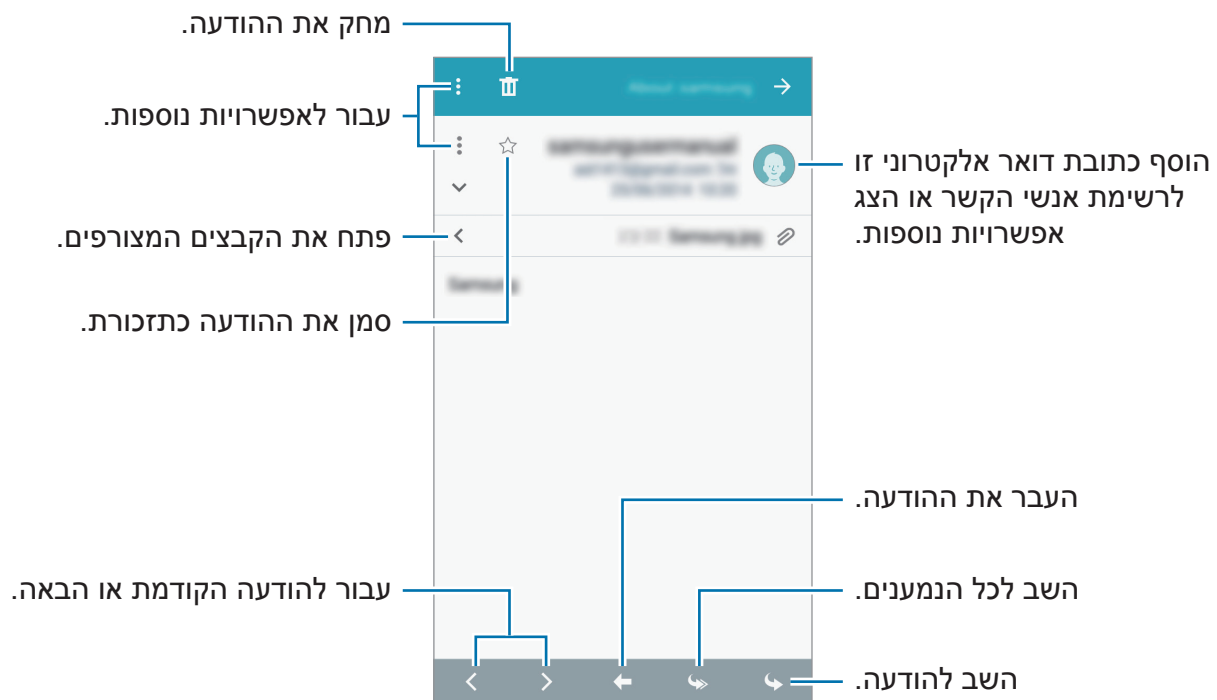 מחק את ההודעה.
עבור לאפשרויות נוספות.
הוסף כתובת דואר אלקטרוני זו
לרשימת אנשי הקשר או הצג
אפשרויות נוספות.
פתח את הקבצים המצורפים.
סמן את ההודעה כתזכורת.
העבר את ההודעה.
השב לכל הנמענים.
עבור להודעה הקודמת או הבאה.
השב להודעה.